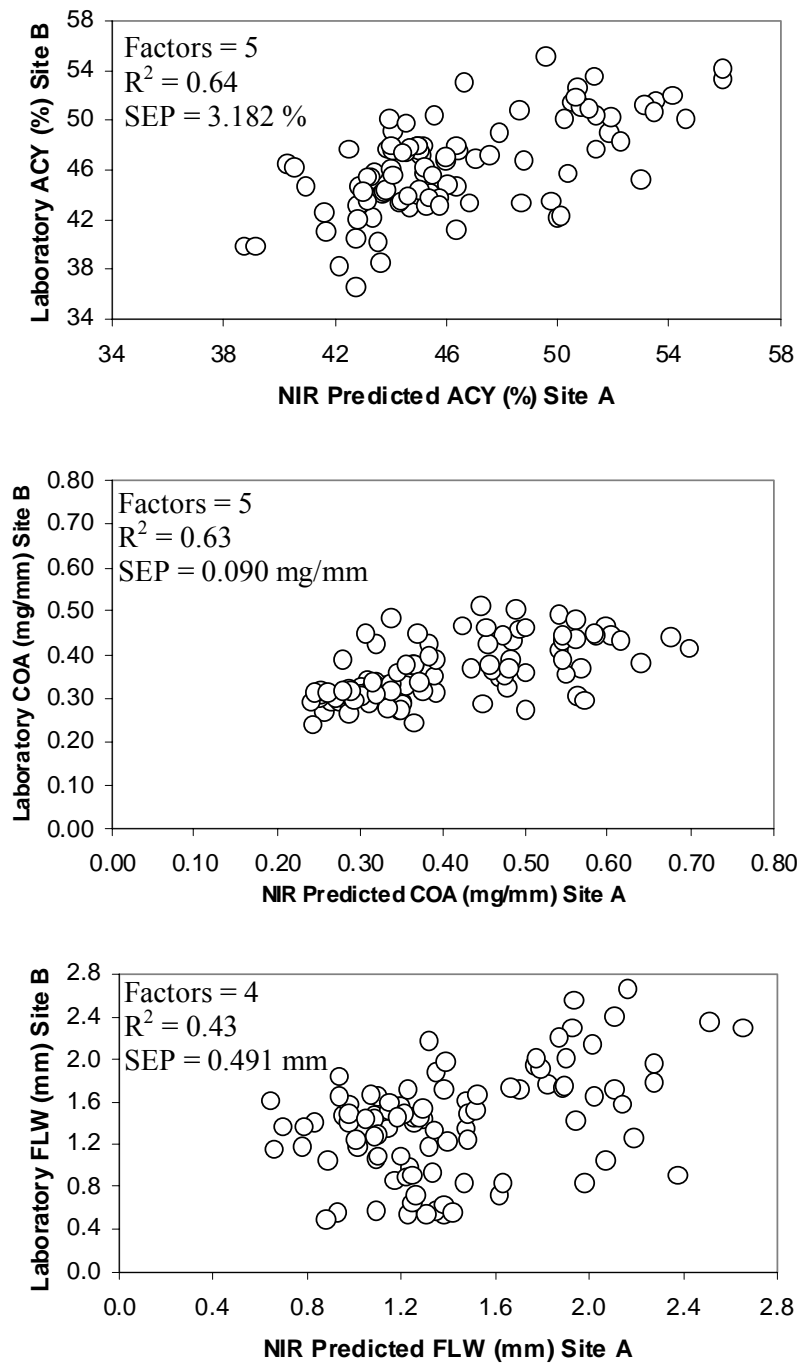 58
54
50
46
42
38
34
Laboratory ACY (%) Site B
Factors = 5
R² = 0.64
SEP = 3.182 %
34 38 42 46 50 54 58
NIR Predicted ACY (%) Site A
0.80
0.70
0.60
0.50
0.40
0.30
0.20
0.10
0.00
Laboratory COA (mg/mm) Site B
Factors = 5
R² = 0.63
SEP = 0.090 mg/mm
0.00 0.10 0.20 0.30 0.40 0.50 0.60 0.70 0.80
NIR Predicted COA (mg/mm) Site A
2.8
2.4
2.0
1.6
1.2
0.8
0.4
0.0
Laboratory FLW (mm) Site B
Factors = 4
R² = 0.43
SEP = 0.491 mm
0.0 0.4 0.8 1.2 1.6 2.0 2.4 2.8
NIR Predicted FLW (mm) Site A